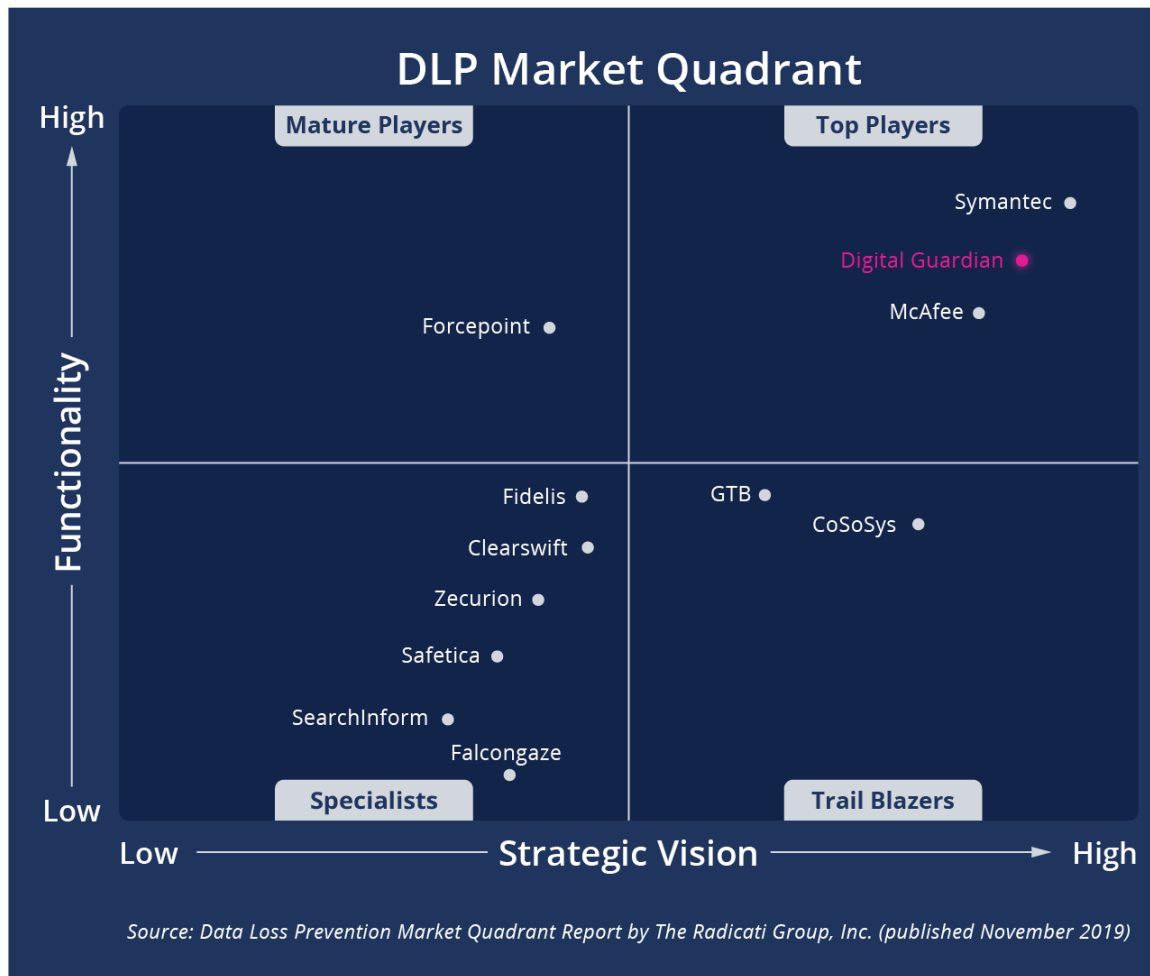 DLP Market Quadrant
High
Mature Players
Top Players
Symantec
Digital Guardian
McAfee
Forcepoint
Functionality
Fidelis
GTB
CoSoSys
Clearswift
Zecurion
Safetica
SearchInform
Falcongaze
Specialists
Trail Blazers
Low
Low
Strategic Vision
High
Source: Data Loss Prevention Market Quadrant Report by The Radicati Group, Inc. (published November 2019)